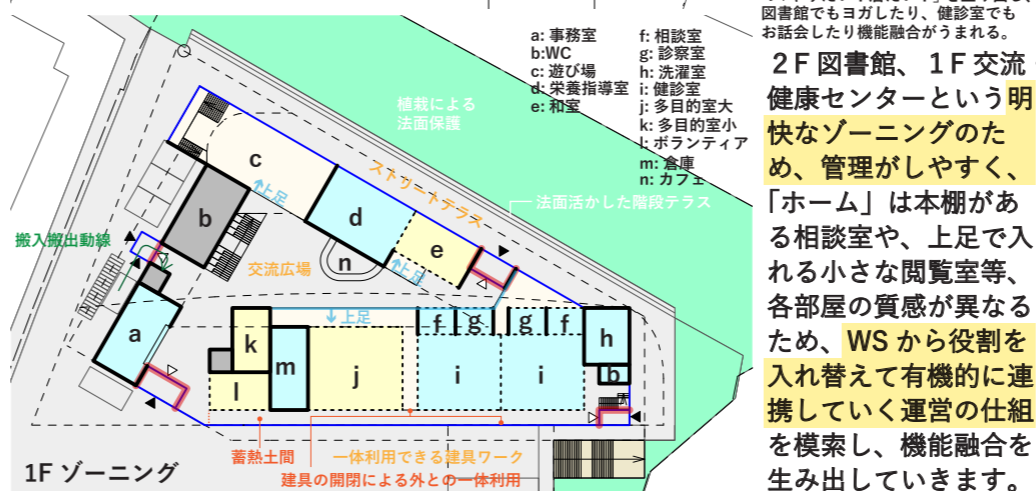 図書館でもヨガしたり、健診室でも
お話会したり機能融合がうまれる。
2F 図書館、1F 交流
健康センターという明
快なゾーニングのた
め、管理がしやすく、
「ホーム」は本棚があ
る相談室や、上足で入
れる小さな閲覧室等、
各部屋の質感が異なる
ため、WS から役割を
入れ替えて有機的に連
携していく運営の仕組
を模索し、機能融合を
生み出していきます。
a: 事務室
b:WC
c: 遊び場
d: 栄養指導室
e: 和室
f: 相談室
g: 診察室
h: 洗濯室
i: 健診室
j: 多目的室大
k: 多目的室小
l: ボランティア
m: 倉庫
n: カフェ
植栽による
法面保護
ストリートテラス
法面活かした階段テラス
c
上足
b
d
e
搬入搬出動線
交流広場
n
上足
上足
f
g
g
f
a
k
m
j
i
i
h
b
l
蓄熱土間
一体利用できる建具ワーク
建具の開閉による外との一体利用
1F ゾーニング